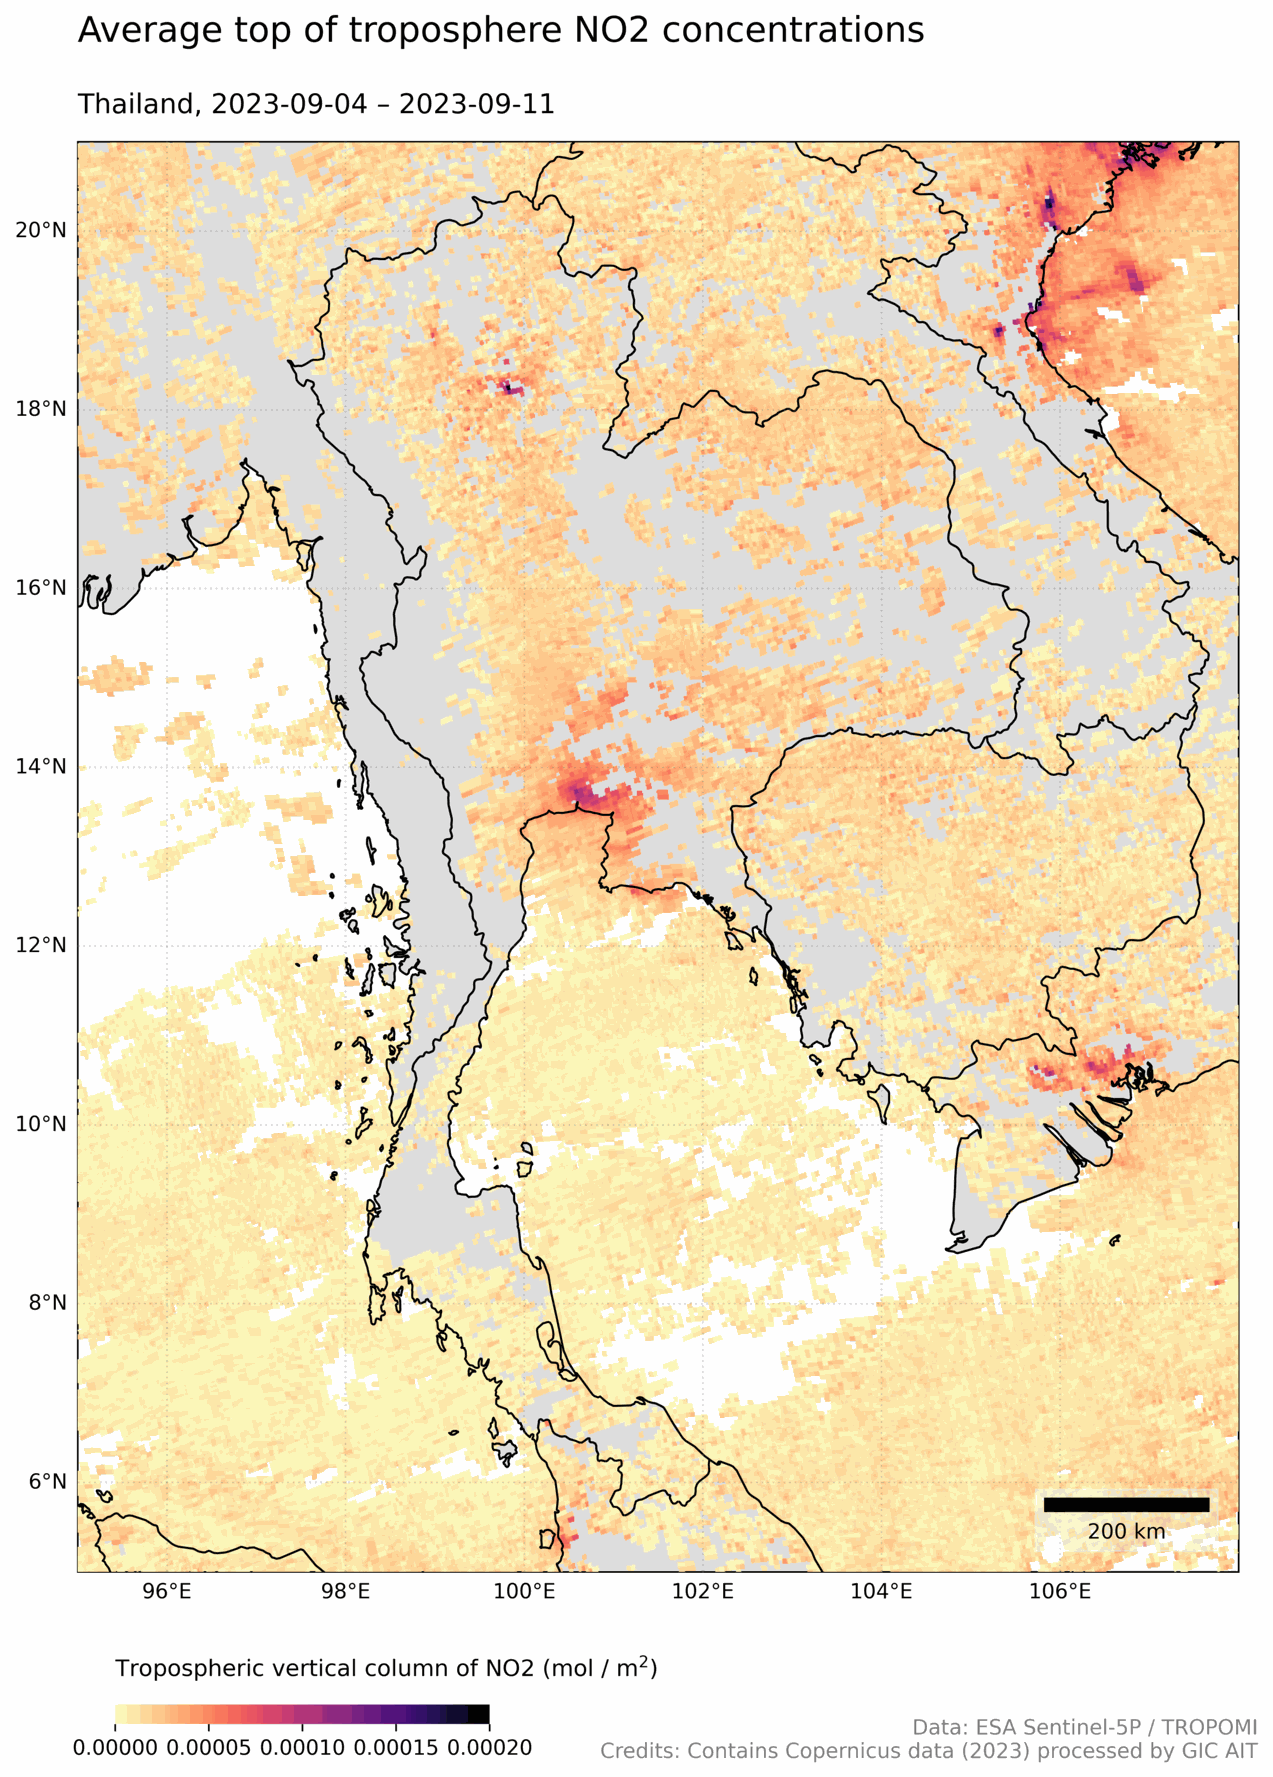 Average top of troposphere NO2 concentrations
Thailand, 2023-09-04 – 2023-09-11
20°N
18°N
16°N
14°N
12°N
10°N
8°N
6°N
200 km
96°E 98°E 100°E 102°E 104°E 106°E
Tropospheric vertical column of NO2 (mol / m²)
0.00000 0.00005 0.00010 0.00015 0.00020
Data: ESA Sentinel-5P / TROPOMI
Credits: Contains Copernicus data (2023) processed by GIC AIT